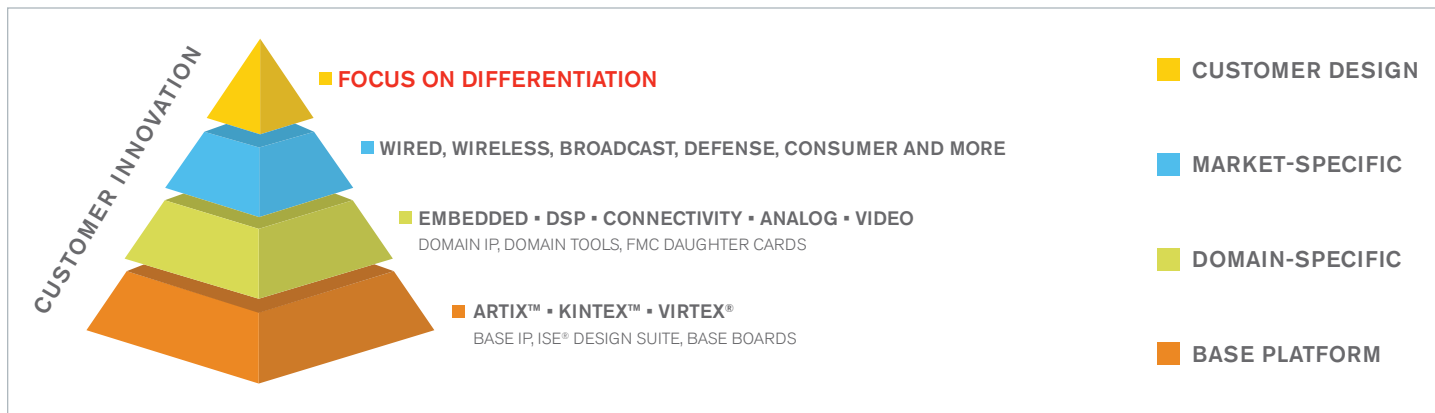 CUSTOMER INNOVATION
FOCUS ON DIFFERENTIATION
WIRED, WIRELESS, BROADCAST, DEFENSE, CONSUMER AND MORE
EMBEDDED ▪ DSP ▪ CONNECTIVITY ▪ ANALOG ▪ VIDEO
DOMAIN IP, DOMAIN TOOLS, FMC DAUGHTER CARDS
ARTIX™ ▪ KINTEX™ ▪ VIRTEX®
BASE IP, ISE® DESIGN SUITE, BASE BOARDS
CUSTOMER DESIGN
MARKET-SPECIFIC
DOMAIN-SPECIFIC
BASE PLATFORM